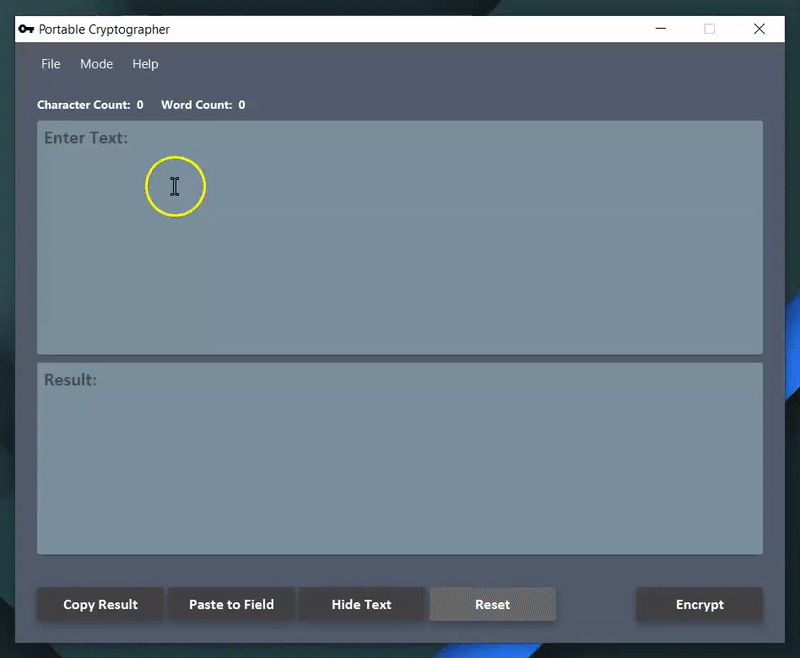 Portable Cryptographer
File Mode Help
Character Count: 0 Word Count: 0
Enter Text:
Result:
Copy Result Paste to Field Hide Text Reset Encrypt